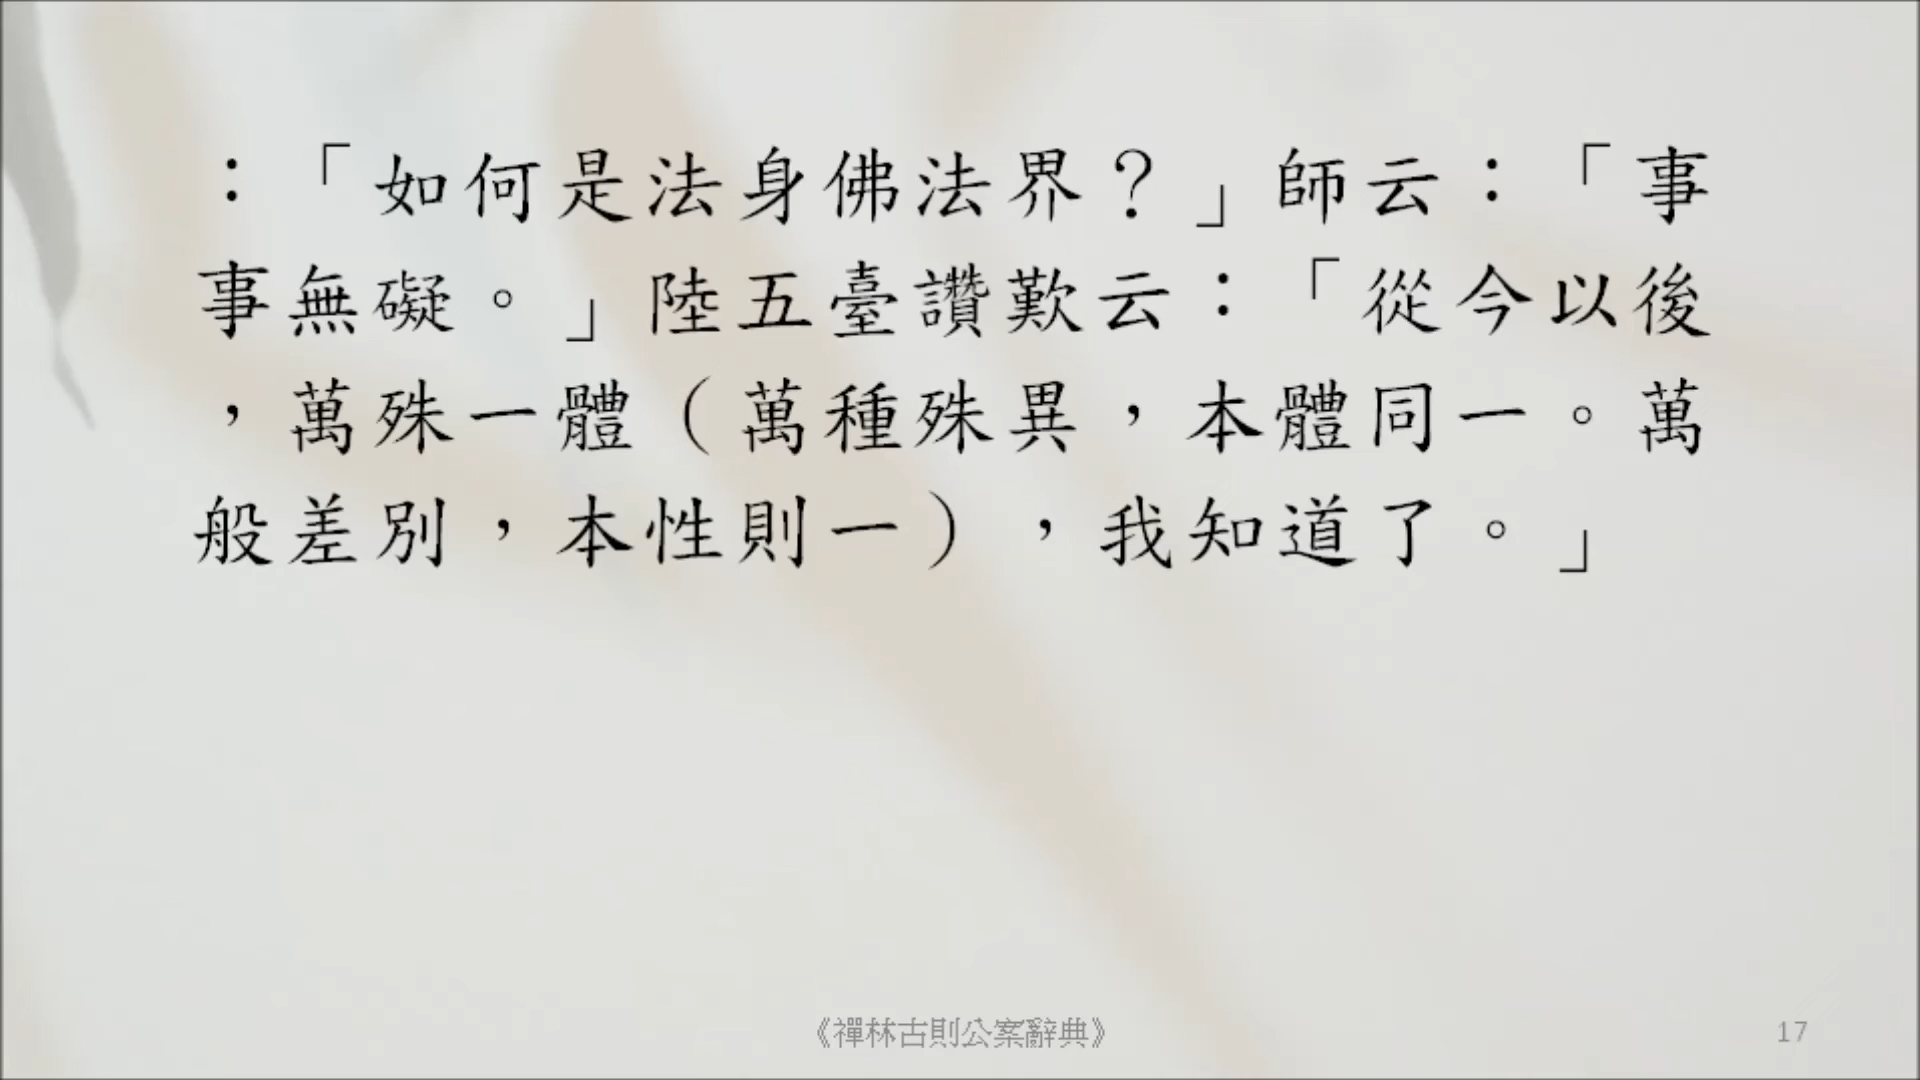 ：「如何是法身佛法界？」師云：「事
事無礙。」陸五臺讚歎云：「從今以後
，萬殊一體（萬種殊異，本體同一。萬
般差別，本性則一），我知道了。」
《禪林古則公案辭典》
17